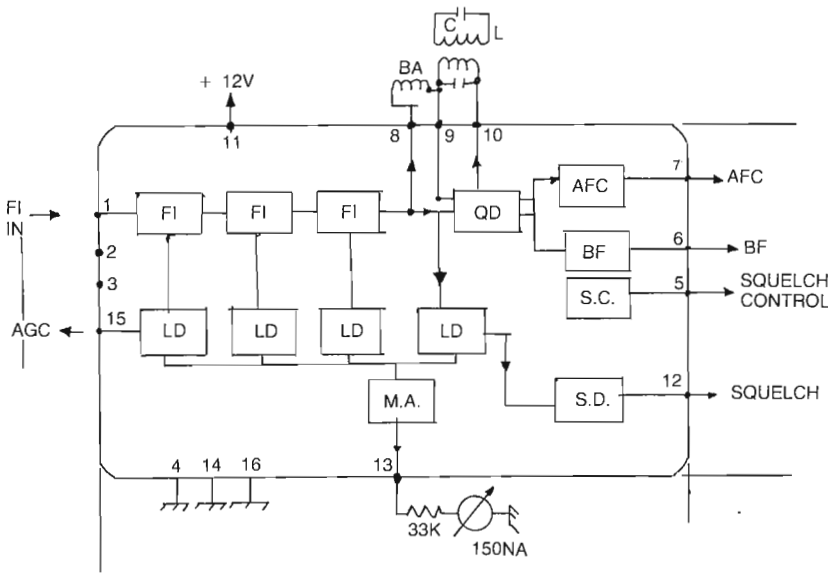 C L
BA
+ 12V
8 9 10
11
7 AFC
AFC
FI IN
1 FI FI FI QD
2
6 BF
BF
3
5 SQUELCH CONTROL
S.C.
AGC
15 LD LD LD LD
12 SQUELCH
M.A. S.D.
4 14 16 13
33K
150NA